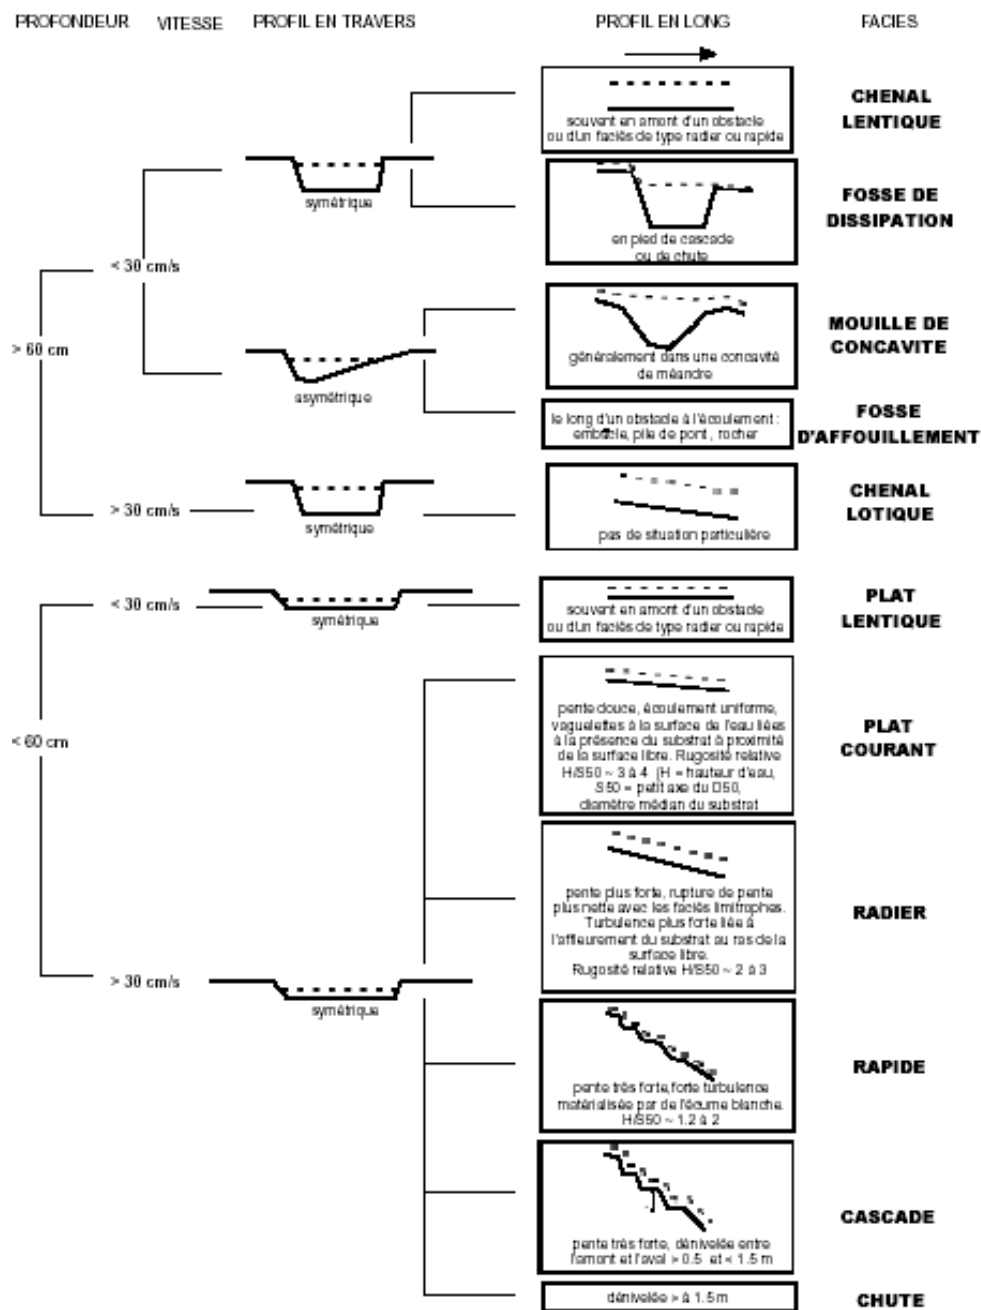 PROFONDEUR VITESSE PROFIL EN TRAVERS PROFIL EN LONG FACIES
souvent en amont d'un obstacle
ou d'un faciés de type radier ou rapide
CHENAL
LENTIQUE
symétrique
en pied de cascade
ou de chute
FOSSE DE
DISSIPATION
< 30 cm/s
> 60 cm
généralement dans une concavité
de méandre
MOUILLE DE
CONCAVITE
asymétrique
le long d'un obstacle à l'écoulement :
embâcle, pile de pont, rocher
FOSSE
D'AFFOUILLEMENT
> 30 cm/s
symétrique
pas de situation particulière
CHENAL
LOTIQUE
< 30 cm/s
symétrique
souvent en amont d'un obstacle
ou d'un faciés de type radier ou rapide
PLAT
LENTIQUE
< 60 cm
pente douce, écoulement uniforme,
vaguelettes à la surface de l'eau liées
à la présence du substrat à proximité
de la surface libre. Rugosité relative
H/S50 ~ 3 à 4 (H = hauteur d'eau,
S50 = petit axe du D50,
diamètre médian du substrat
PLAT
COURANT
pente plus forte, rupture de pente
plus nette avec les faciés limitrophes.
Turbulence plus forte liée à
l'affleurement du substrat au ras de la
surface libre.
Rugosité relative H/S50 ~ 2 à 3
RADIER
> 30 cm/s
symétrique
pente très forte, forte turbulence
matérialisée par de l'écume blanche.
H/S50 ~ 1.2 à 2
RAPIDE
pente très forte, dénivelée entre
l'amont et l'aval > 0.5 et < 1.5 m
CASCADE
dénivelée > à 1.5 m
CHUTE